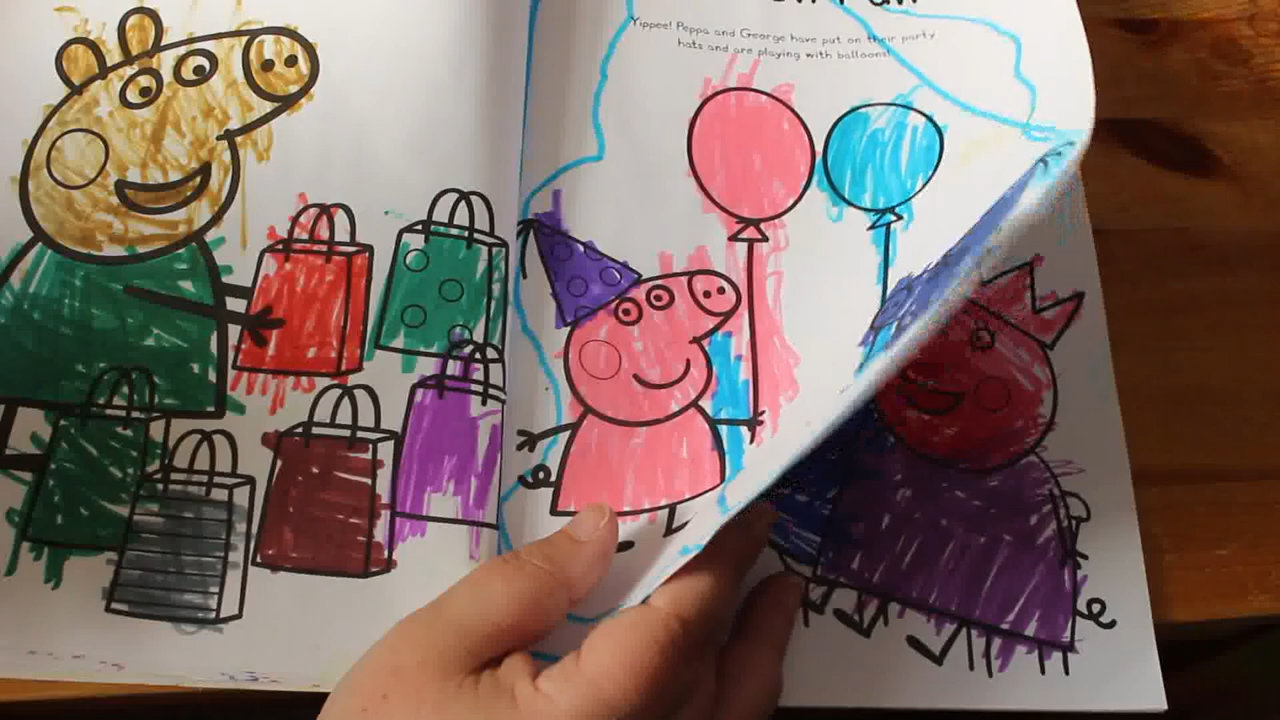 Yippee! Peppa and George have put on their party
hats and are playing with balloons!